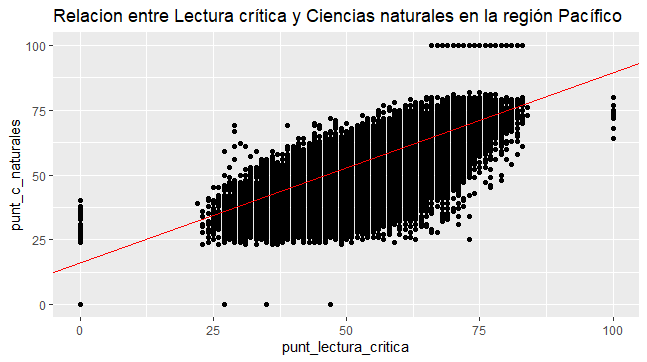 Relacion entre Lectura crítica y Ciencias naturales en la región Pacífico
100
75
50
25
0
punt_c_naturales
0 25 50 75 100
punt_lectura_critica